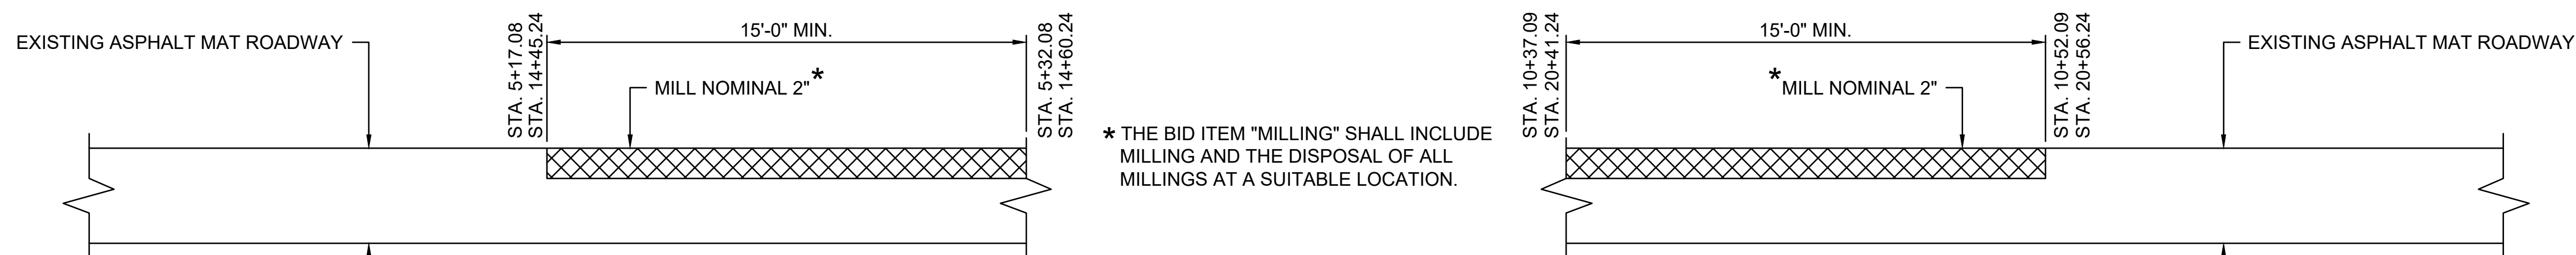 EXISTING ASPHALT MAT ROADWAY
STA. 5+17.08
STA. 14+45.24
15'-0" MIN.
MILL NOMINAL 2"*
STA. 5+32.08
STA. 14+60.24
* THE BID ITEM "MILLING" SHALL INCLUDE
MILLING AND THE DISPOSAL OF ALL
MILLINGS AT A SUITABLE LOCATION.
STA. 10+37.09
STA. 20+41.24
15'-0" MIN.
*MILL NOMINAL 2"
STA. 10+52.09
STA. 20+56.24
EXISTING ASPHALT MAT ROADWAY